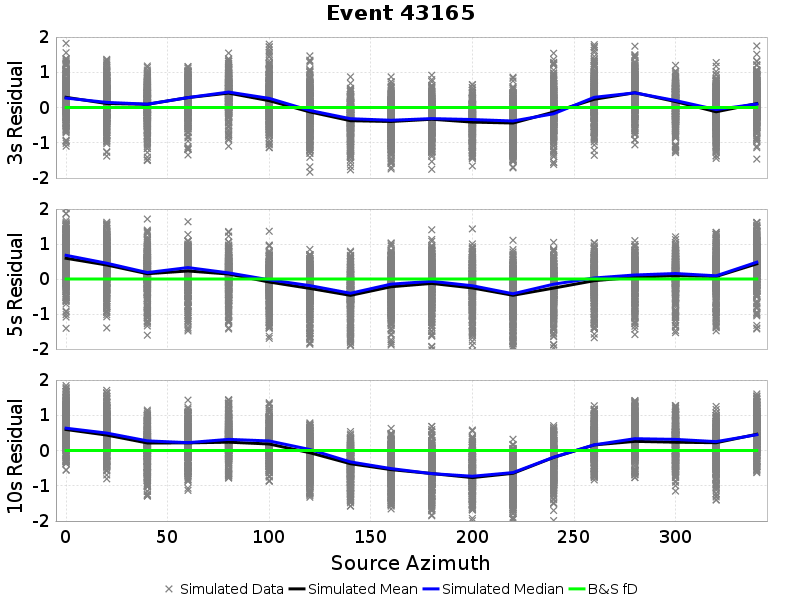 Event 43165
3s Residual
2
1
0
-1
-2
5s Residual
2
1
0
-1
-2
10s Residual
2
1
0
-1
-2
0 50 100 150 200 250 300
Source Azimuth
Simulated Data Simulated Mean Simulated Median B&S fD